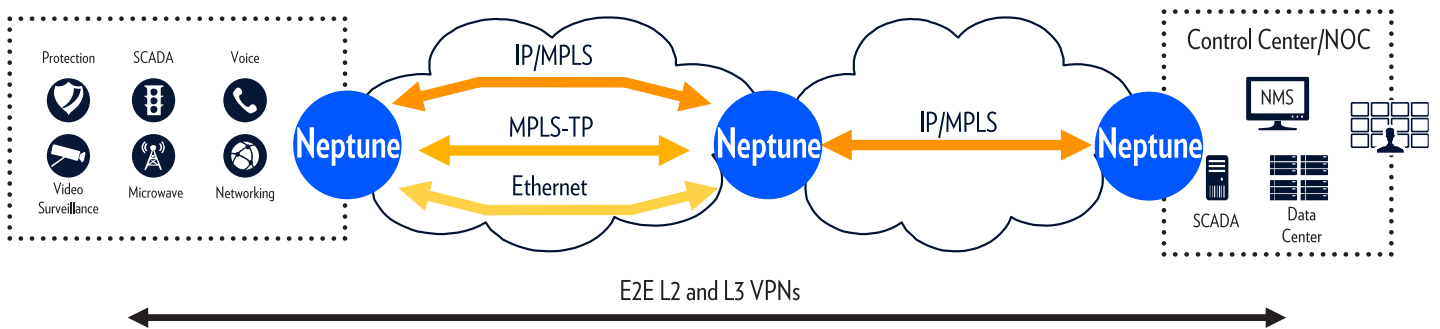 Protection
SCADA
Voice
Video
Surveillance
Microwave
Networking
Neptune
IP/MPLS
MPLS-TP
Ethernet
Neptune
IP/MPLS
Neptune
Control Center/NOC
NMS
SCADA
Data
Center
E2E L2 and L3 VPNs